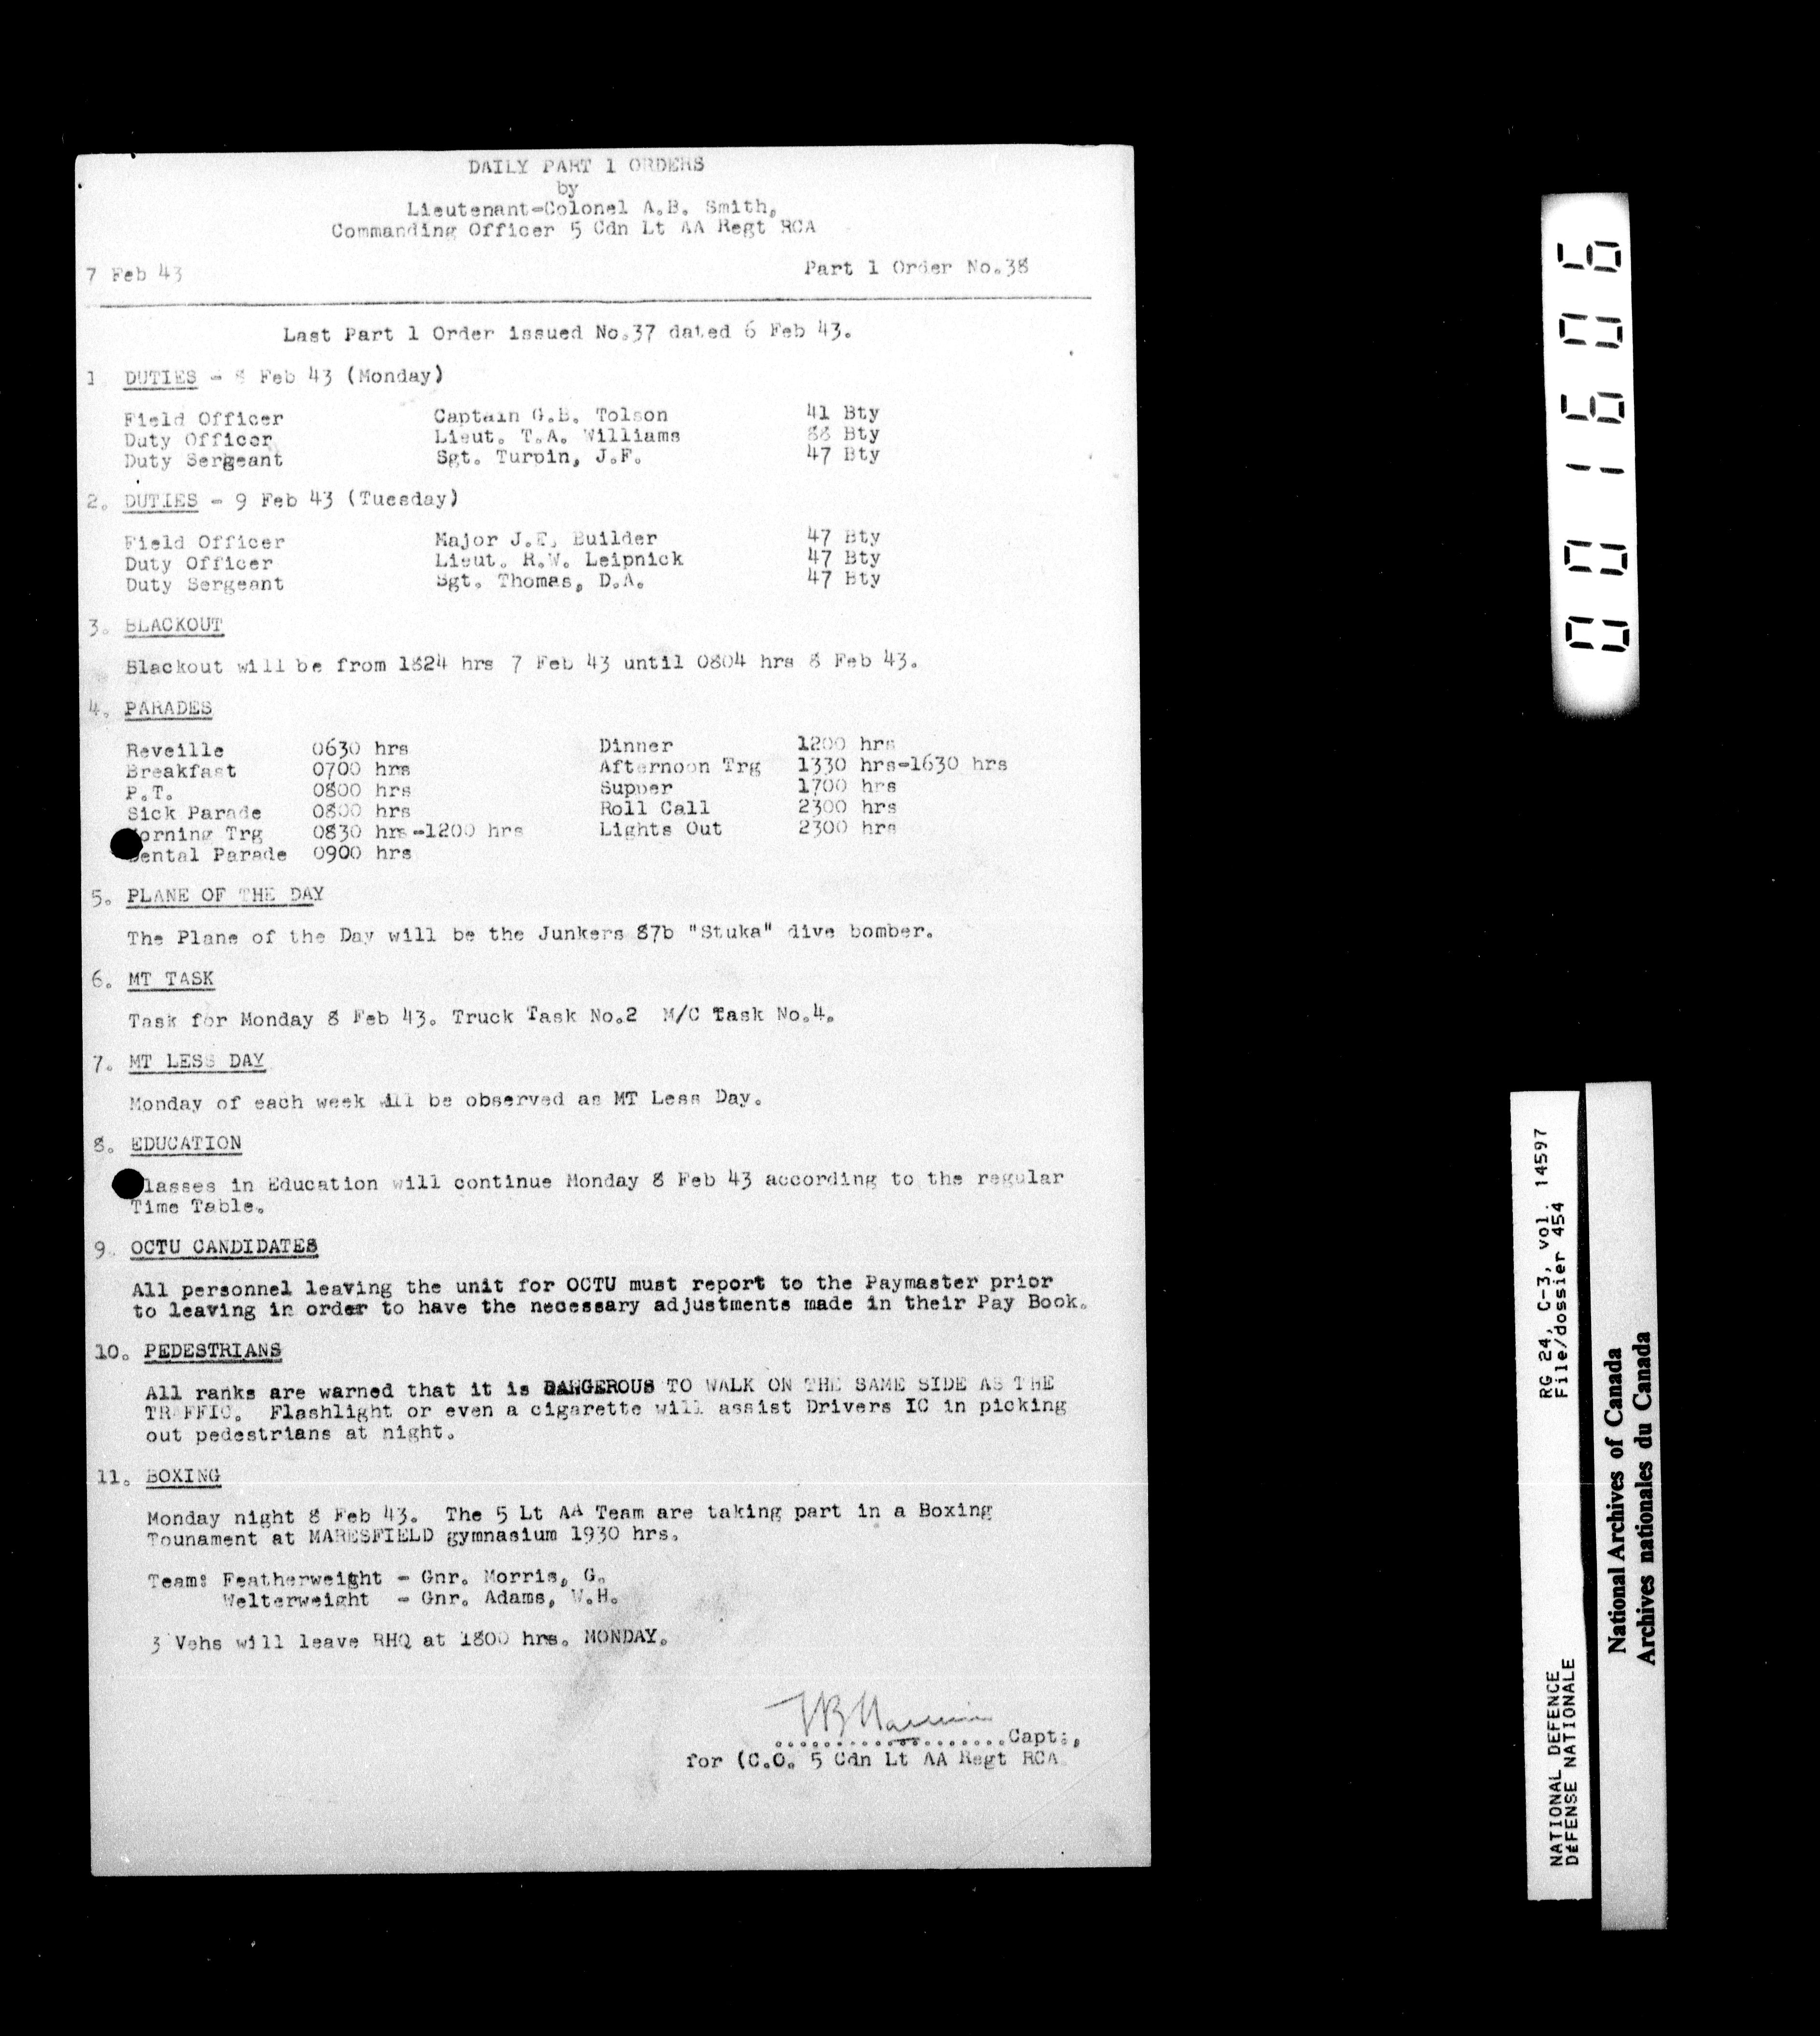 DAILY PART 1 ORDERS
by
Lieutenant-Colonel A.B. Smith,
Commanding Officer 5 Cdn Lt AA Regt RCA
7 Feb 43 Part 1 Order No.38
Last Part 1 Order issued No.37 dated 6 Feb 43.
1 DUTIES - 8 Feb 43 (Monday)
Field Officer Captain G.B. Tolson 41 Bty
Duty Officer Lieut. T.A. Williams 88 Bty
Duty Sergeant Sgt. Turpin, J.F. 47 Bty
2. DUTIES - 9 Feb 43 (Tuesday)
Field Officer Major J.E. Builder 47 Bty
Duty Officer Lieut. R.W. Leipnick 47 Bty
Duty Sergeant Sgt. Thomas, D.A. 47 Bty
3. BLACKOUT
Blackout will be from 1824 hrs 7 Feb 43 until 0804 hrs 8 Feb 43.
4. PARADES
Reveille 0630 hrs Dinner 1200 hrs
Breakfast 0700 hrs Afternoon Trg 1330 hrs-1630 hrs
P.T. 0800 hrs Supper 1700 hrs
Sick Parade 0800 hrs Roll Call 2300 hrs
Morning Trg 0830 hrs-1200 hrs Lights Out 2300 hrs
Dental Parade 0900 hrs
5. PLANE OF THE DAY
The Plane of the Day will be the Junkers 87b "Stuka" dive bomber.
6. MT TASK
Task for Monday 8 Feb 43. Truck Task No.2 M/C Task No.4.
7. MT LESS DAY
Monday of each week will be observed as MT Less Day.
8. EDUCATION
Classes in Education will continue Monday 8 Feb 43 according to the regular
Time Table.
9. OCTU CANDIDATES
All personnel leaving the unit for OCTU must report to the Paymaster prior
to leaving in order to have the necessary adjustments made in their Pay Book.
10. PEDESTRIANS
All ranks are warned that it is DANGEROUS TO WALK ON THE SAME SIDE AS THE
TRAFFIC. Flashlight or even a cigarette will assist Drivers IC in picking
out pedestrians at night.
11. BOXING
Monday night 8 Feb 43. The 5 Lt AA Team are taking part in a Boxing
Tounament at MARESFIELD gymnasium 1930 hrs.
Team: Featherweight - Gnr. Morris, G.
Welterweight - Gnr. Adams, W.H.
3 Vehs will leave RHQ at 1800 hrs. MONDAY.
....................Capt.,
for (C.O. 5 Cdn Lt AA Regt RCA
001606
NATIONAL DEFENCE RG 24, C-3, vol. 14597
DéFENSE NATIONALE File/dossier 454
National Archives of Canada
Archives nationales du Canada